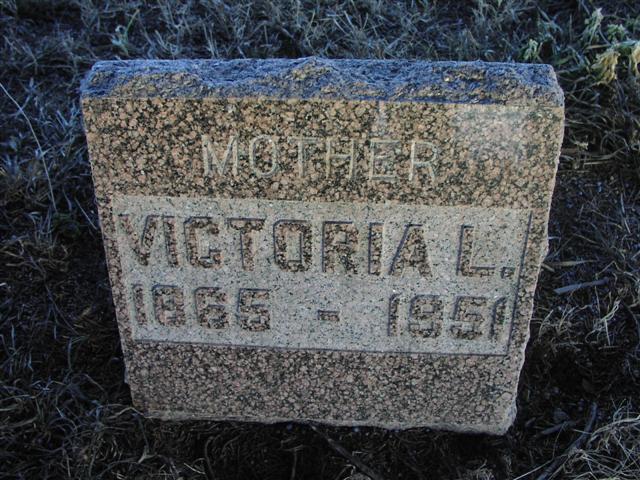 MOTHER
VICTORIA L.
1865 - 1951